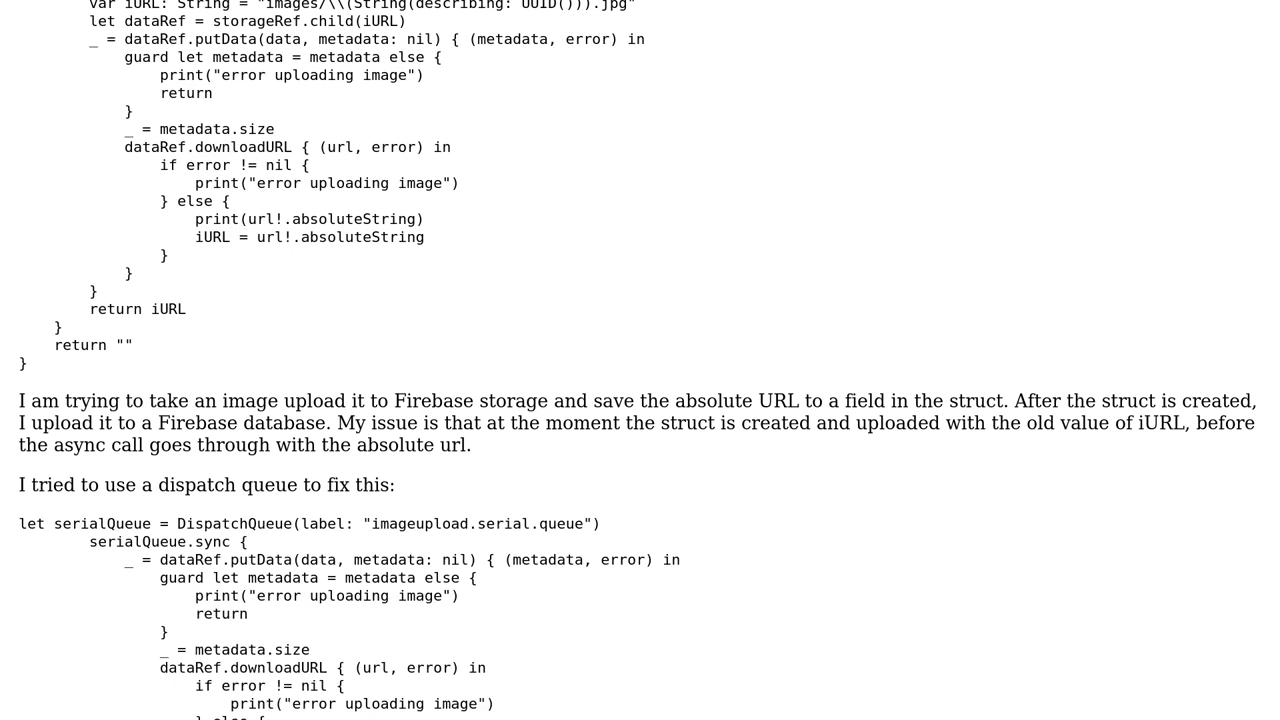 var iURL: String = "images/\\(String(describing: UUID())).jpg"
let dataRef = storageRef.child(iURL)
_ = dataRef.putData(data, metadata: nil) { (metadata, error) in
guard let metadata = metadata else {
print("error uploading image")
return
}
_ = metadata.size
dataRef.downloadURL { (url, error) in
if error != nil {
print("error uploading image")
} else {
print(url!.absoluteString)
iURL = url!.absoluteString
}
}
}
return iURL
}
return ""
}
I am trying to take an image upload it to Firebase storage and save the absolute URL to a field in the struct. After the struct is created,
I upload it to a Firebase database. My issue is that at the moment the struct is created and uploaded with the old value of iURL, before
the async call goes through with the absolute url.
I tried to use a dispatch queue to fix this:
let serialQueue = DispatchQueue(label: "imageupload.serial.queue")
serialQueue.sync {
_ = dataRef.putData(data, metadata: nil) { (metadata, error) in
guard let metadata = metadata else {
print("error uploading image")
return
}
_ = metadata.size
dataRef.downloadURL { (url, error) in
if error != nil {
print("error uploading image")
} else {